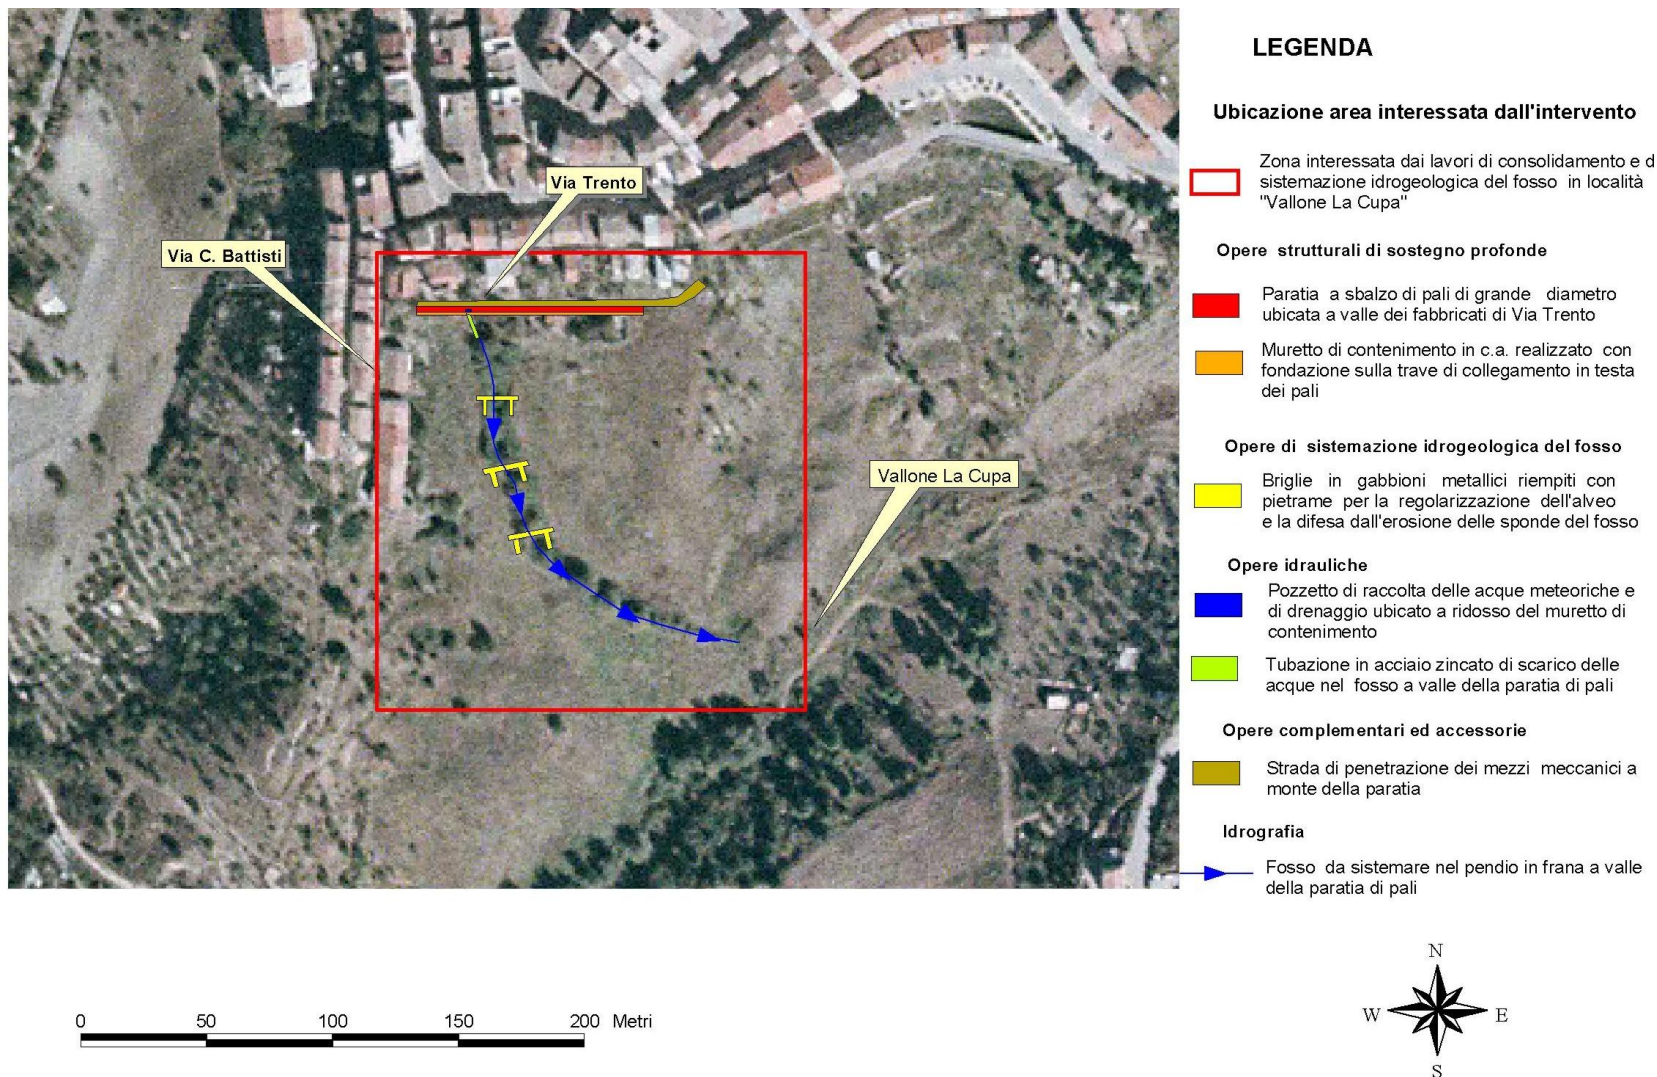 Via Trento
Via C. Battisti
Vallone La Cupa
LEGENDA
Ubicazione area interessata dall'intervento
Zona interessata dai lavori di consolidamento e d
sistemazione idrogeologica del fosso in località
"Vallone La Cupa"
Opere strutturali di sostegno profonde
Paratia a sbalzo di pali di grande diametro
ubicata a valle dei fabbricati di Via Trento
Muretto di contenimento in c.a. realizzato con
fondazione sulla trave di collegamento in testa
dei pali
Opere di sistemazione idrogeologica del fosso
Briglie in gabbioni metallici riempiti con
pietrame per la regolarizzazione dell'alveo
e la difesa dall'erosione delle sponde del fosso
Opere idrauliche
Pozzetto di raccolta delle acque meteoriche e
di drenaggio ubicato a ridosso del muretto di
contenimento
Tubazione in acciaio zincato di scarico delle
acque nel fosso a valle della paratia di pali
Opere complementari ed accessorie
Strada di penetrazione dei mezzi meccanici a
monte della paratia
Idrografia
Fosso da sistemare nel pendio in frana a valle
della paratia di pali
N
W E
S
0 50 100 150 200 Metri